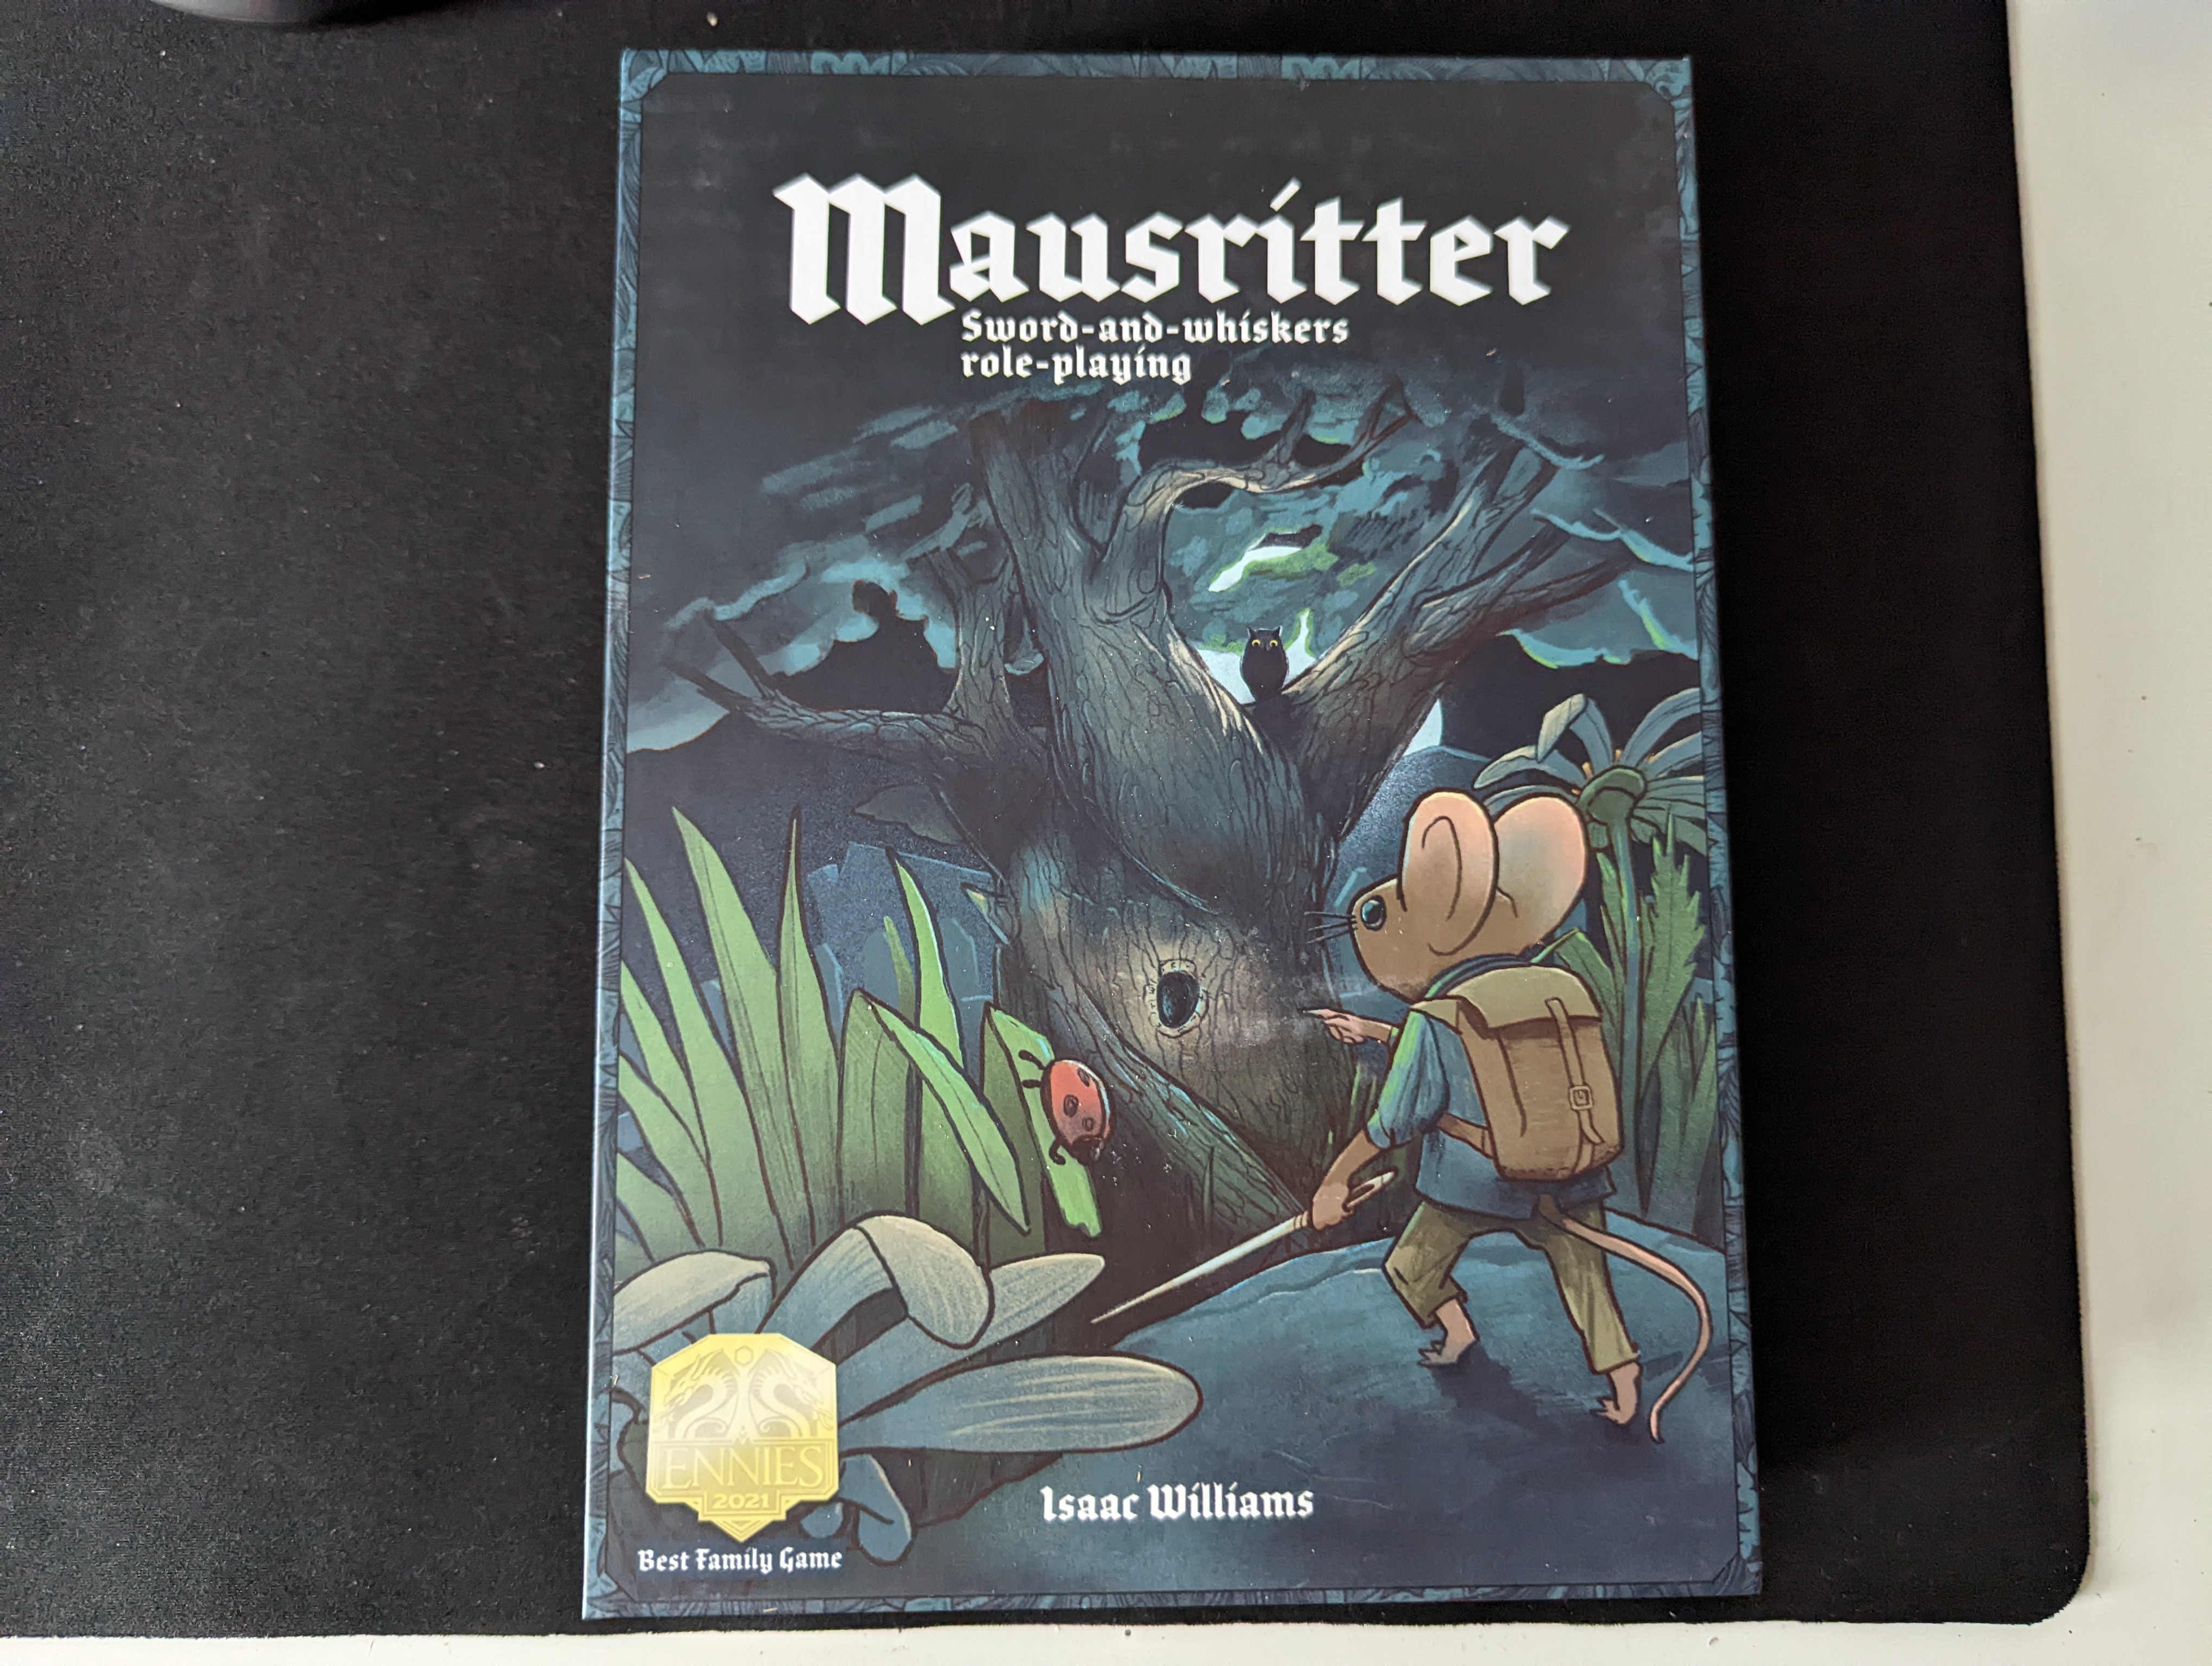 Mausritter
Sword-and-whiskers
role-playing
ENNIES
2021
Isaac Williams
Best Family Game